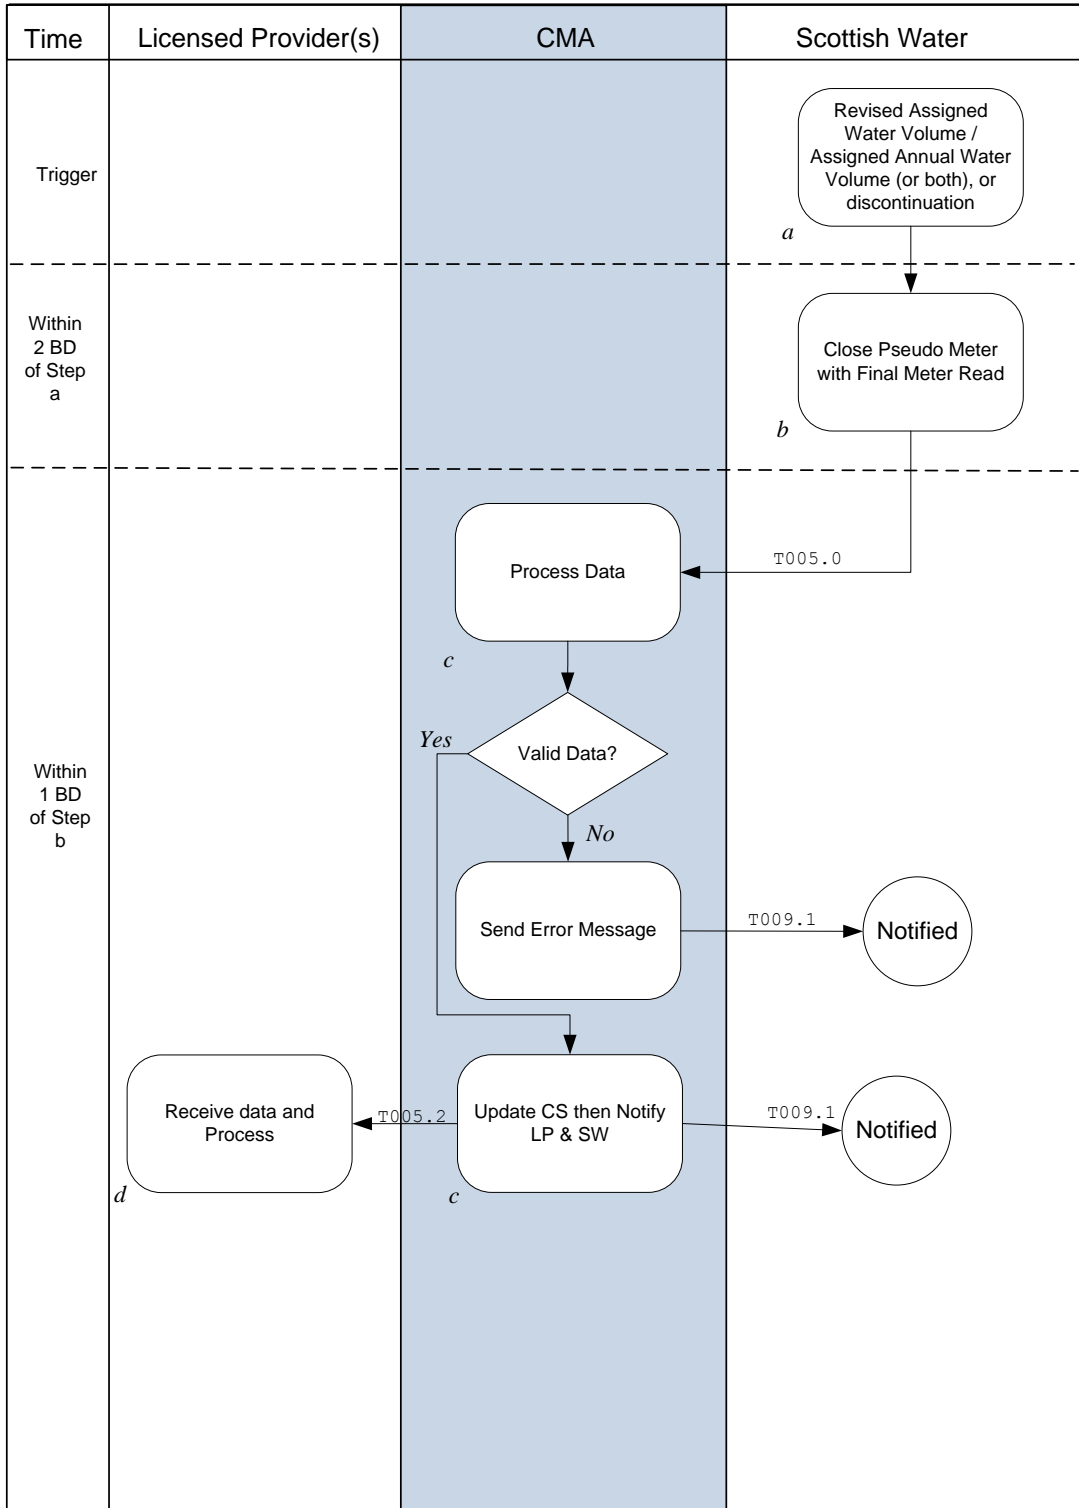 Time
Licensed Provider(s)
CMA
Scottish Water
Trigger
Revised Assigned
Water Volume /
Assigned Annual Water
Volume (or both), or
discontinuation
a
Within
2 BD
of Step
a
Close Pseudo Meter
with Final Meter Read
b
Within
1 BD
of Step
b
Process Data
T005.0
c
Valid Data?
Yes
No
Send Error Message
T009.1
Notified
Receive data and
Process
d
T005.2
Update CS then Notify
LP & SW
c
T009.1
Notified